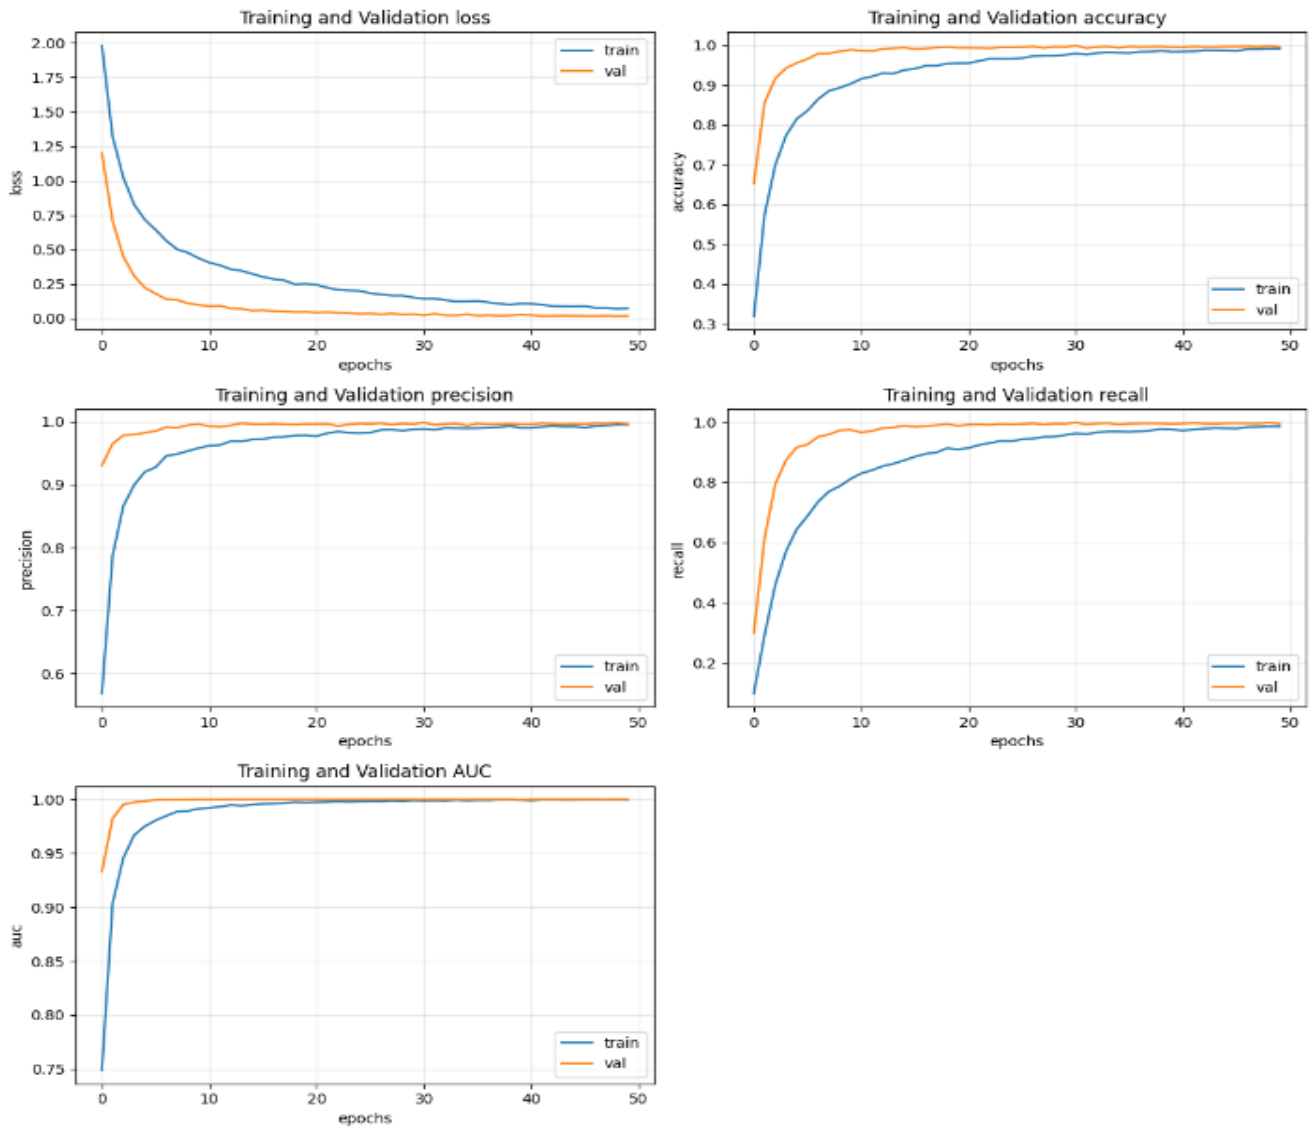 Training and Validation loss
2.00
1.75
1.50
1.25
1.00
0.75
0.50
0.25
0.00
loss
train
val
0 10 20 30 40 50
epochs
Training and Validation accuracy
1.0
0.9
0.8
0.7
0.6
0.5
0.4
0.3
accuracy
train
val
0 10 20 30 40 50
epochs
Training and Validation precision
1.0
0.9
0.8
0.7
0.6
precision
train
val
0 10 20 30 40 50
epochs
Training and Validation recall
1.0
0.8
0.6
0.4
0.2
recall
train
val
0 10 20 30 40 50
epochs
Training and Validation AUC
1.00
0.95
0.90
0.85
0.80
0.75
auc
train
val
0 10 20 30 40 50
epochs